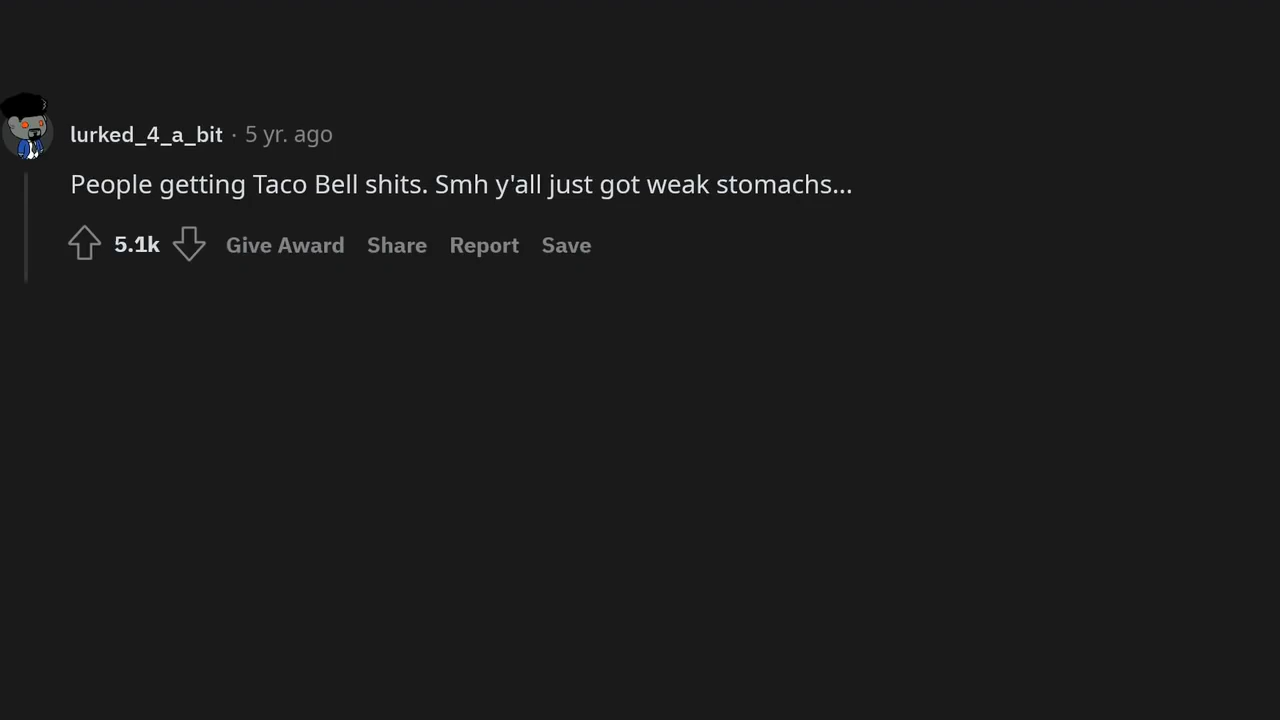 lurked_4_a_bit · 5 yr. ago
People getting Taco Bell shits. Smh y'all just got weak stomachs...
5.1k Give Award Share Report Save